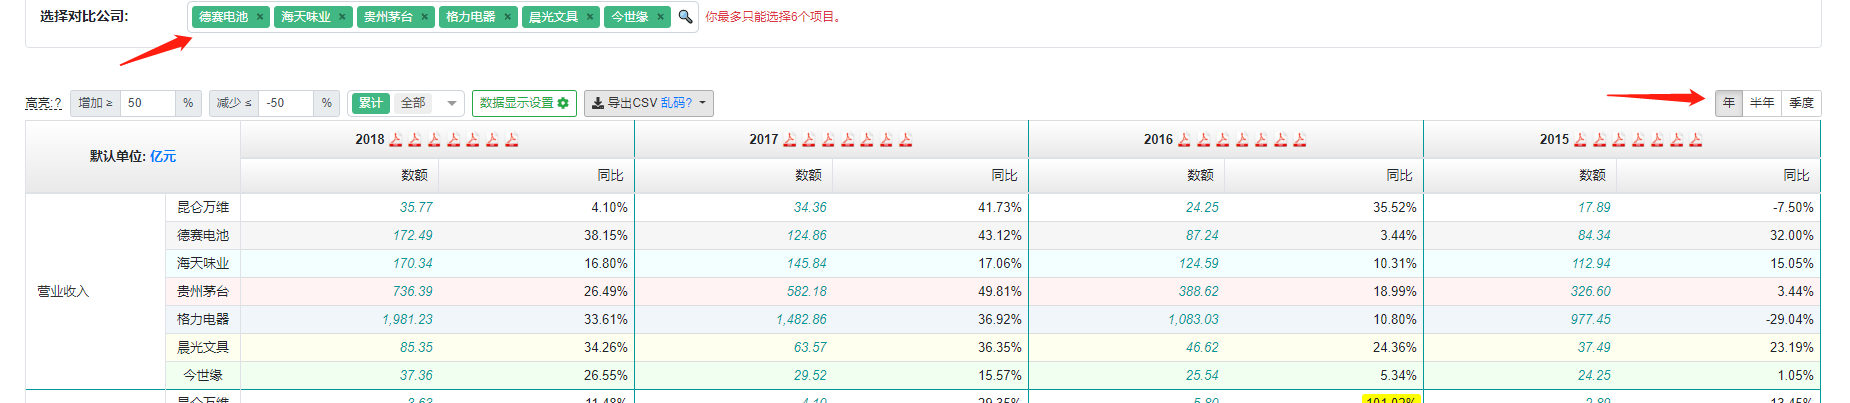 选择对比公司: 德赛电池 × 海天味业 × 贵州茅台 × 格力电器 × 晨光文具 × 今世缘 × 你最多只能选择6个项目。
高亮:? 增加 ≥ 50 % 减少 ≤ -50 % 累计 全部 数据显示设置 导出CSV 乱码? 年 半年 季度
默认单位: 亿元 2018 2017 2016 2015
数额 同比 数额 同比 数额 同比 数额 同比
昆仑万维 35.77 4.10% 34.36 41.73% 24.25 35.52% 17.89 -7.50%
德赛电池 172.49 38.15% 124.86 43.12% 87.24 3.44% 84.34 32.00%
海天味业 170.34 16.80% 145.84 17.06% 124.59 10.31% 112.94 15.05%
营业收入 贵州茅台 736.39 26.49% 582.18 49.81% 388.62 18.99% 326.60 3.44%
格力电器 1,981.23 33.61% 1,482.86 36.92% 1,083.03 10.80% 977.45 -29.04%
晨光文具 85.35 34.26% 63.57 36.35% 46.62 24.36% 37.49 23.19%
今世缘 37.36 26.55% 29.52 15.57% 25.54 5.34% 24.25 1.05%
昆仑万维 101.02%